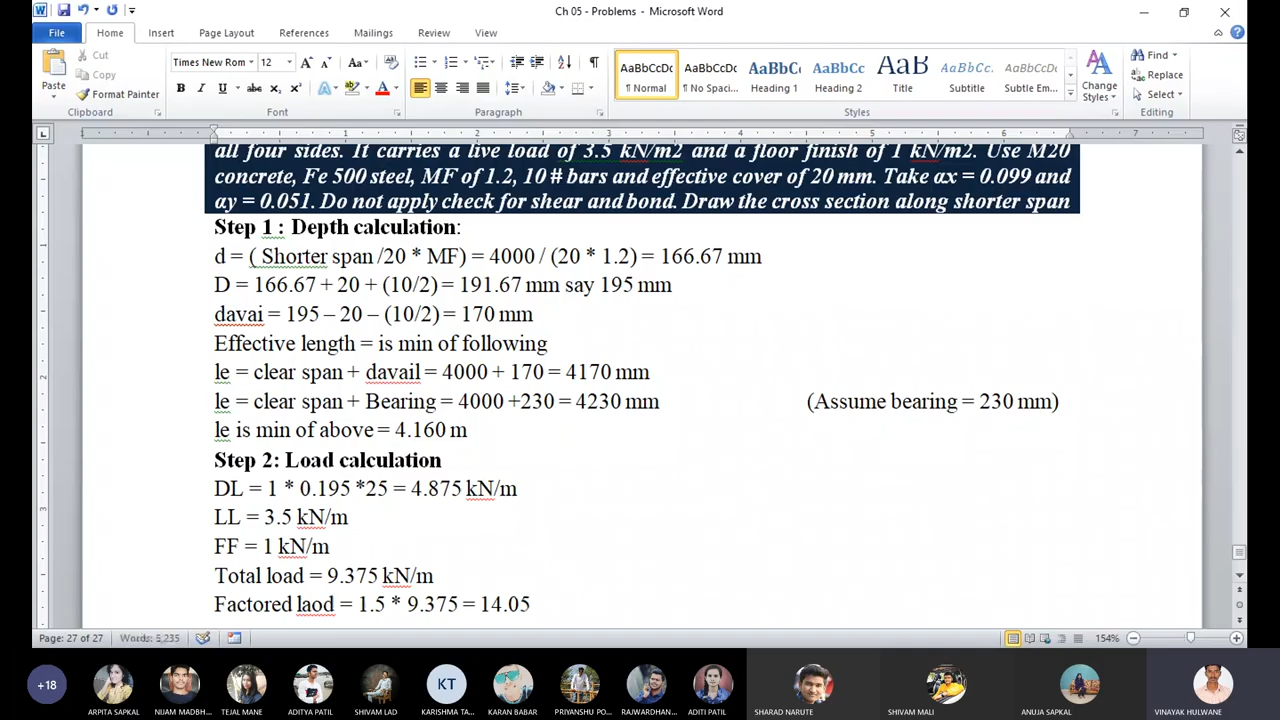 Ch 05 - Problems - Microsoft Word
File Home Insert Page Layout References Mailings Review View
Cut
Copy
Format Painter
Paste
Clipboard
Times New Rom 12
Font
Paragraph
AaBbCcDc AaBbCcDc AaBbCc AaBbCc AaB AaBbCc. AaBbCcDc
¶ Normal ¶ No Spaci... Heading 1 Heading 2 Title Subtitle Subtle Em...
Change Styles
Styles
Find
Replace
Select
Editing
all four sides. It carries a live load of 3.5 kN/m2 and a floor finish of 1 kN/m2. Use M20
concrete, Fe 500 steel, MF of 1.2, 10 # bars and effective cover of 20 mm. Take αx = 0.099 and
αy = 0.051. Do not apply check for shear and bond. Draw the cross section along shorter span
Step 1 : Depth calculation:
d = ( Shorter span /20 * MF) = 4000 / (20 * 1.2) = 166.67 mm
D = 166.67 + 20 + (10/2) = 191.67 mm say 195 mm
davai = 195 – 20 – (10/2) = 170 mm
Effective length = is min of following
le = clear span + davail = 4000 + 170 = 4170 mm
le = clear span + Bearing = 4000 +230 = 4230 mm (Assume bearing = 230 mm)
le is min of above = 4.160 m
Step 2: Load calculation
DL = 1 * 0.195 *25 = 4.875 kN/m
LL = 3.5 kN/m
FF = 1 kN/m
Total load = 9.375 kN/m
Factored laod = 1.5 * 9.375 = 14.05
Page: 27 of 27 Words: 5,235 154%
+18 KT
ARPITA SAPKAL NIJAM MADBH... TEJAL MANE ADITYA PATIL SHIVAM LAD KARISHMA TA... KARAN BABAR PRIYANSHU PO... RAJWARDHAN... ADITI PATIL SHARAD NARUTE SHIVAM MALI ANUJA SAPKAL VINAYAK HULWANE